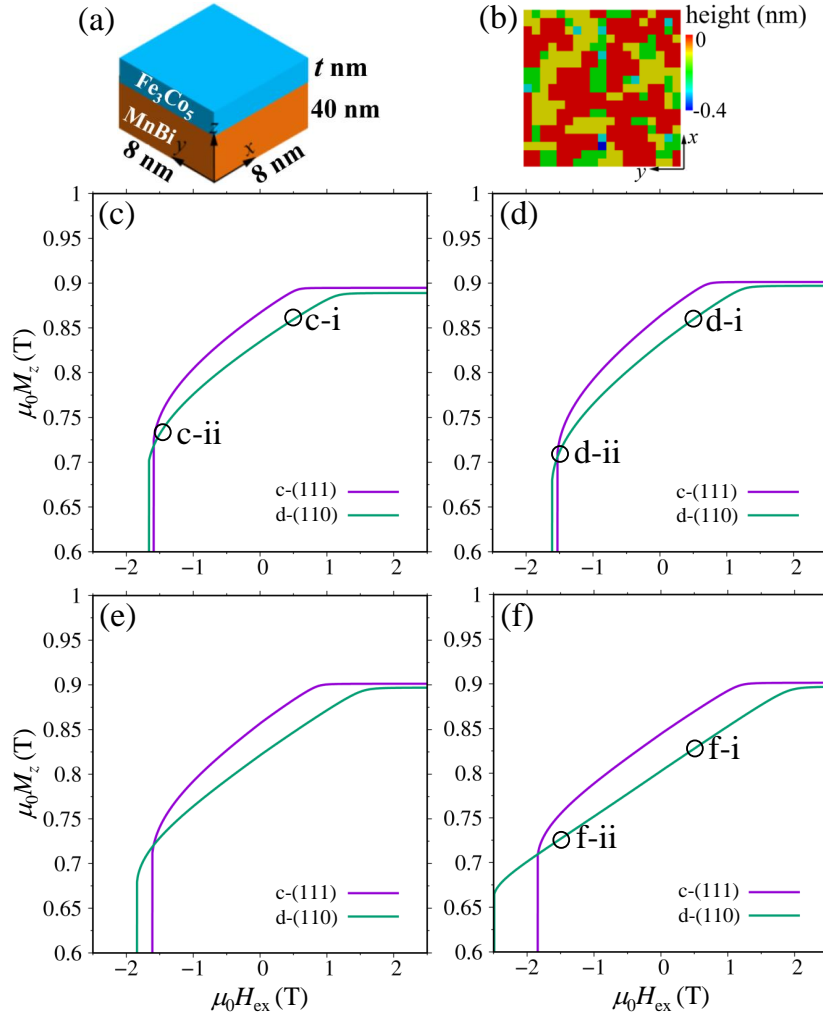 (a)
Fe₃Co₅
MnBi
t nm
40 nm
8 nm
8 nm
z
y
x
(b)
height (nm)
0
-0.4
x
y
(c)
μ₀M_z (T)
1
0.95
0.9
0.85
0.8
0.75
0.7
0.65
0.6
−2
−1
0
1
2
c-i
c-ii
c-(111)
d-(110)
(d)
1
0.95
0.9
0.85
0.8
0.75
0.7
0.65
0.6
−2
−1
0
1
2
d-i
d-ii
c-(111)
d-(110)
(e)
μ₀M_z (T)
1
0.95
0.9
0.85
0.8
0.75
0.7
0.65
0.6
−2
−1
0
1
2
c-(111)
d-(110)
μ₀H_ex (T)
(f)
1
0.95
0.9
0.85
0.8
0.75
0.7
0.65
0.6
−2
−1
0
1
2
f-i
f-ii
c-(111)
d-(110)
μ₀H_ex (T)